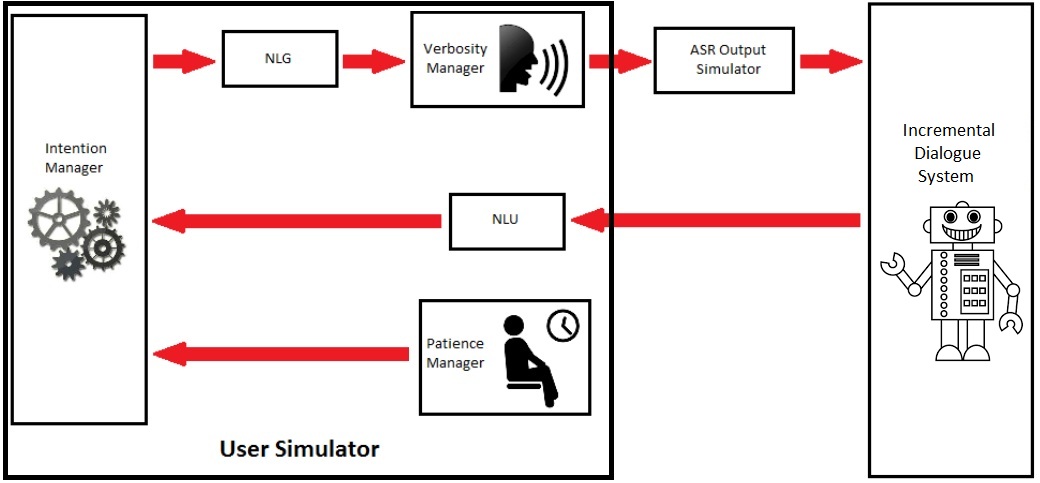 NLG
Verbosity
Manager
ASR Output
Simulator
Intention
Manager
Incremental
Dialogue
System
NLU
Patience
Manager
User Simulator